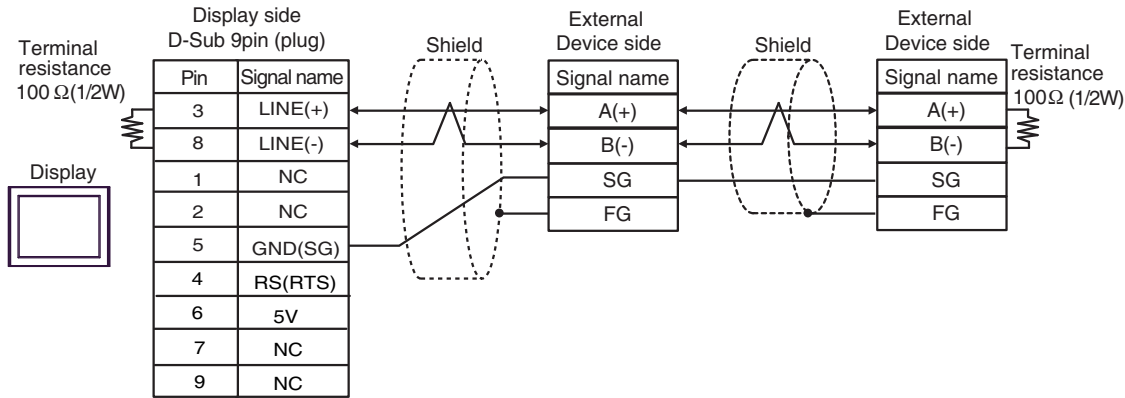 Display side
D-Sub 9pin (plug)
External
Device side
External
Device side
Terminal
resistance
100 Ω(1/2W)
Shield
Shield
Terminal
resistance
100Ω (1/2W)
Pin Signal name
3 LINE(+)
8 LINE(-)
1 NC
2 NC
5 GND(SG)
4 RS(RTS)
6 5V
7 NC
9 NC
Signal name
A(+)
B(-)
SG
FG
Signal name
A(+)
B(-)
SG
FG
Display